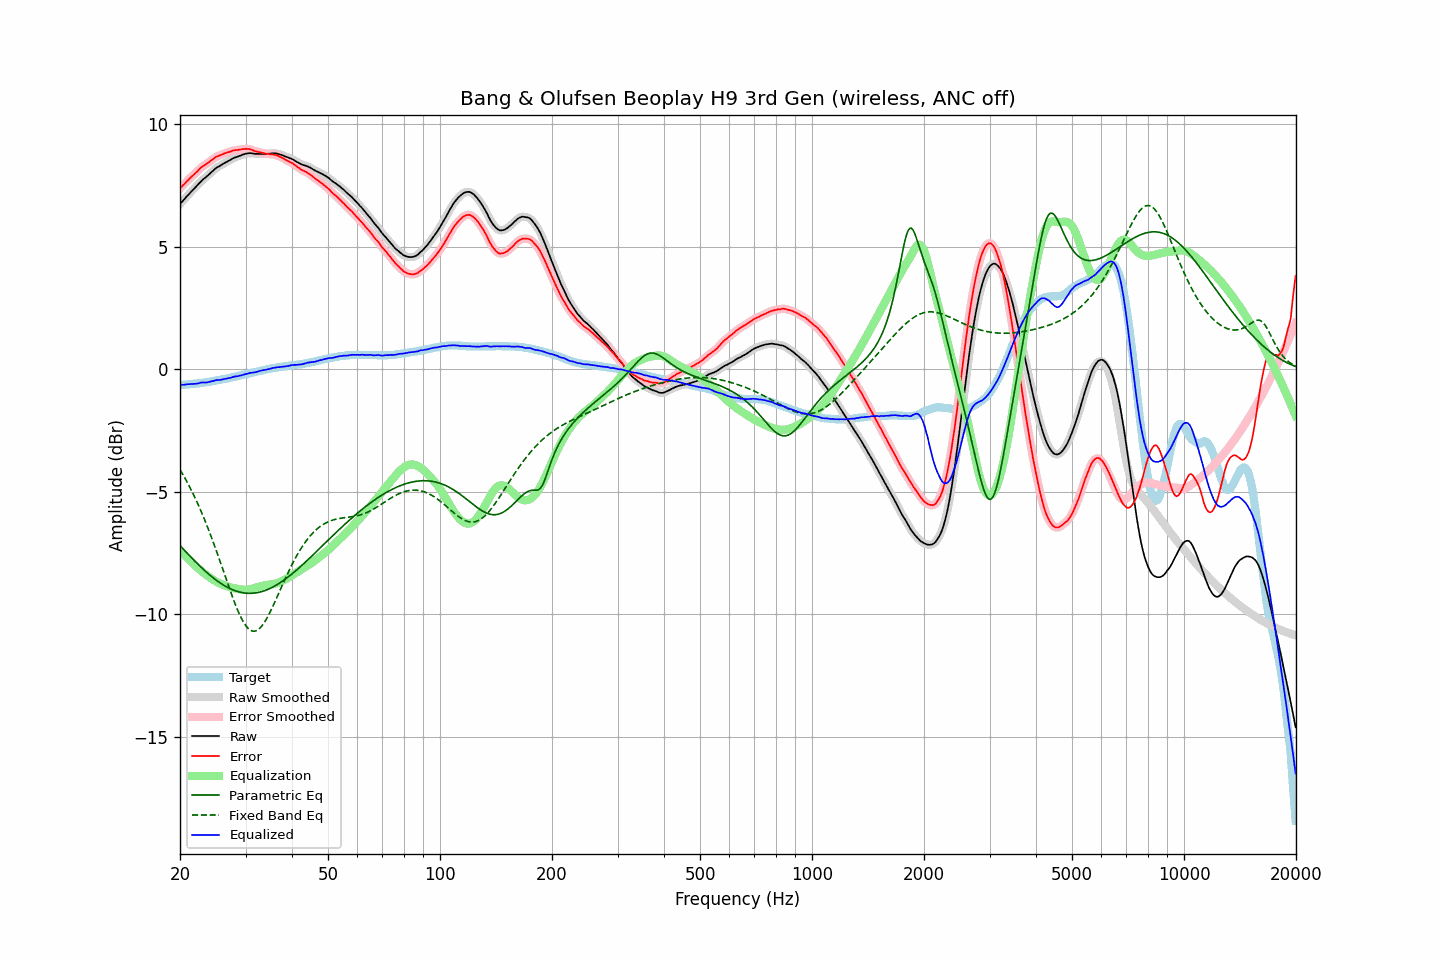 Bang & Olufsen Beoplay H9 3rd Gen (wireless, ANC off)
Amplitude (dBr)
10
5
0
−5
−10
−15
Target
Raw Smoothed
Error Smoothed
Raw
Error
Equalization
Parametric Eq
Fixed Band Eq
Equalized
20 50 100 200 500 1000 2000 5000 10000 20000
Frequency (Hz)